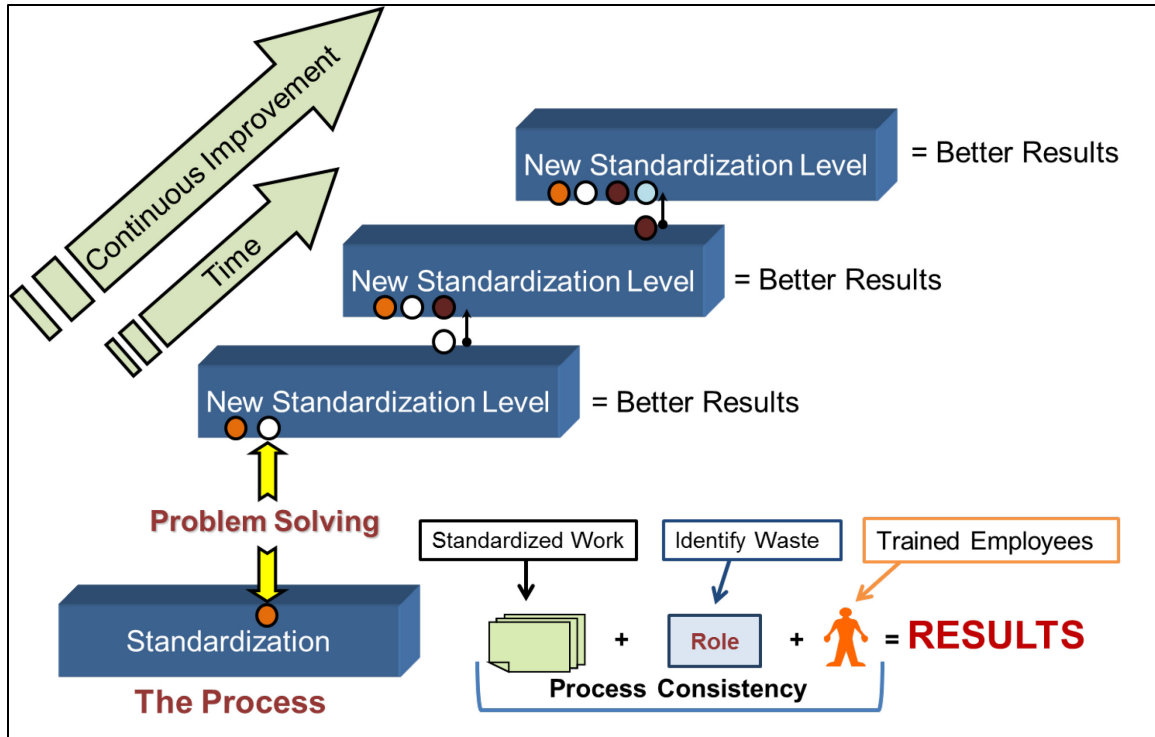 Continuous Improvement
Time
New Standardization Level
= Better Results
New Standardization Level
= Better Results
New Standardization Level
= Better Results
Problem Solving
Standardization
The Process
Standardized Work
Identify Waste
Trained Employees
+ Role + = RESULTS
Process Consistency